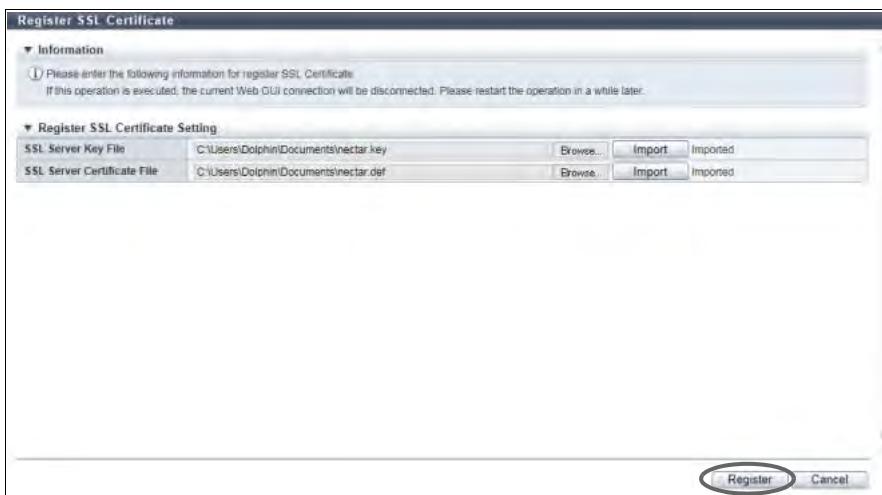 Register SSL Certificate
▼ Information
Please enter the following information for register SSL Certificate.
If this operation is executed, the current Web GUI connection will be disconnected. Please restart the operation in a while later.
▼ Register SSL Certificate Setting
SSL Server Key File C:\Users\Dolphin\Documents\nectar.key Browse... Import Imported
SSL Server Certificate File C:\Users\Dolphin\Documents\nectar.def Browse... Import Imported
Register Cancel